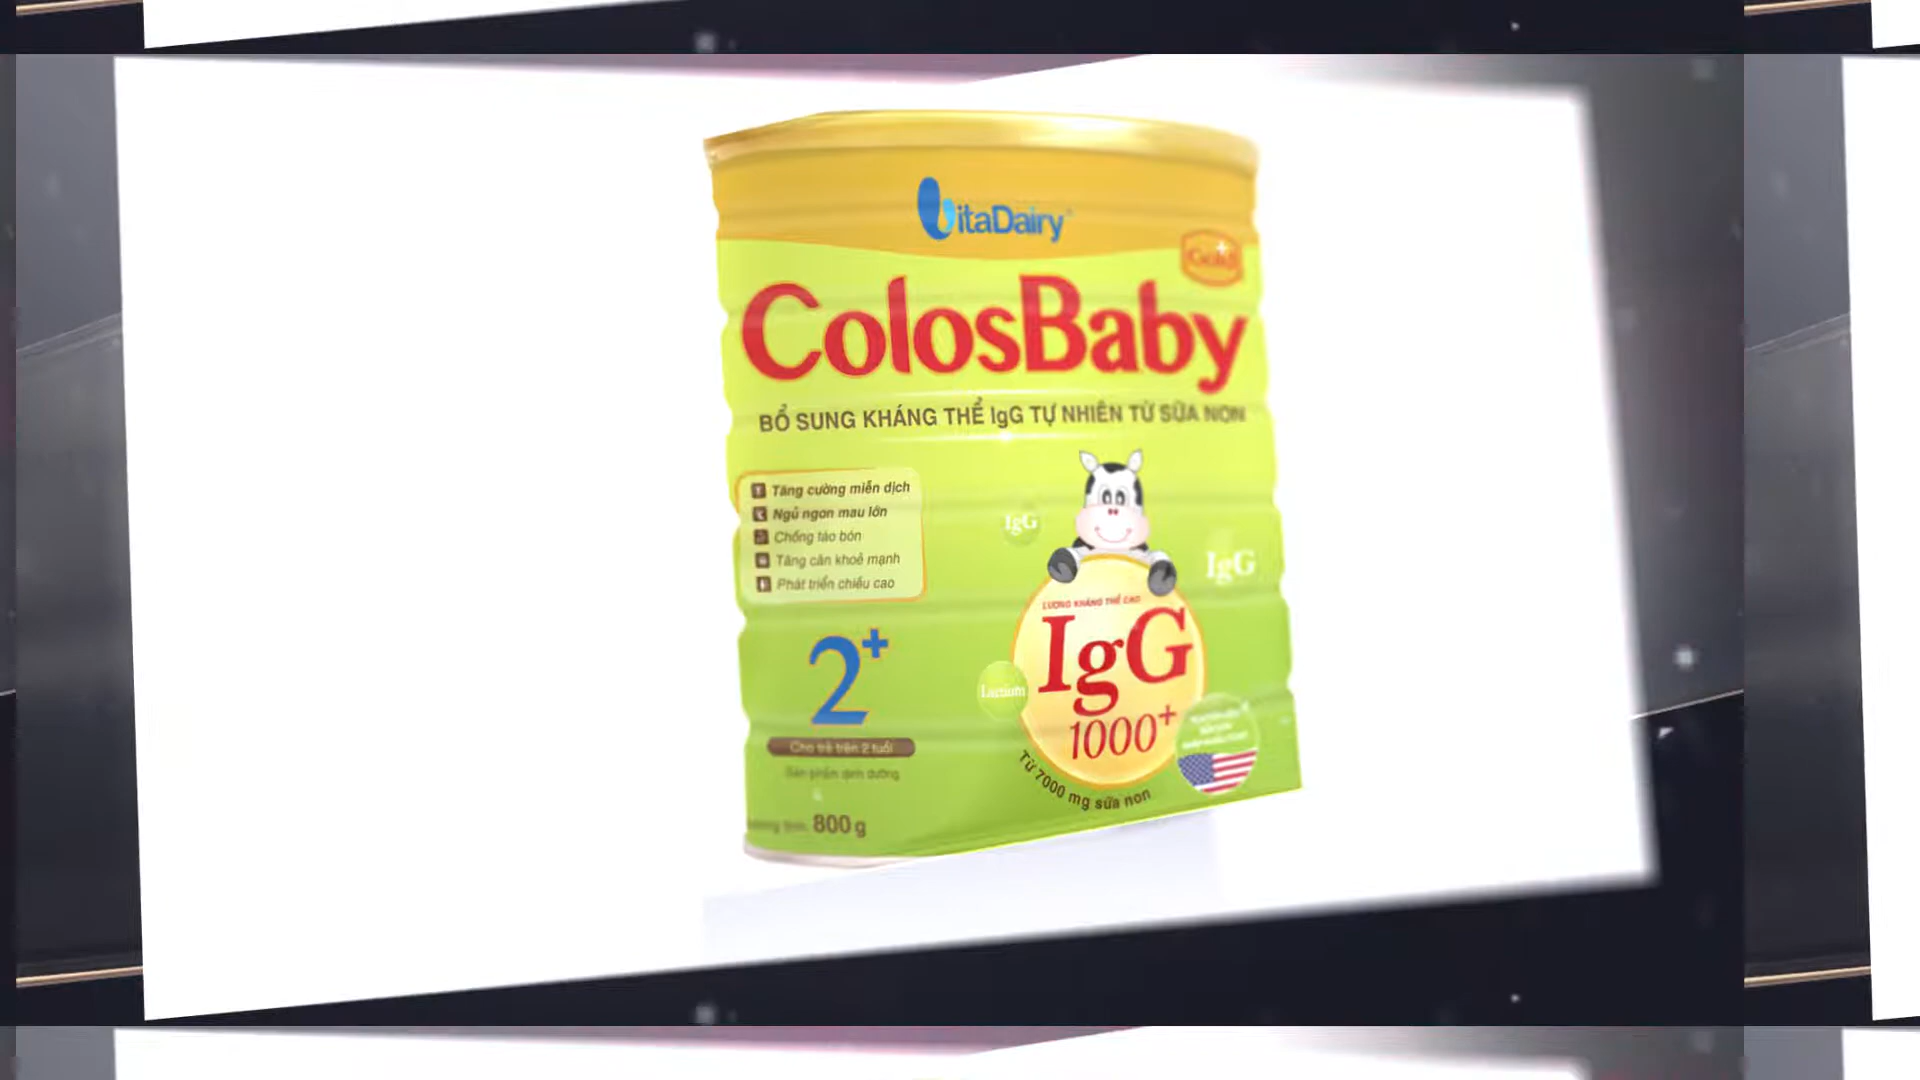 VitaDairy
Gold
ColosBaby
BỔ SUNG KHÁNG THỂ IgG TỰ NHIÊN TỪ SỮA NON
Tăng cường miễn dịch
Ngủ ngon mau lớn
Chống táo bón
Tăng cân khoẻ mạnh
Phát triển chiều cao
IgG
IgG
LƯỢNG KHÁNG THỂ CAO
IgG
1000+
Lactium
Từ 7000 mg sữa non
2+
Cho trẻ trên 2 tuổi
Sản phẩm dinh dưỡng
800g